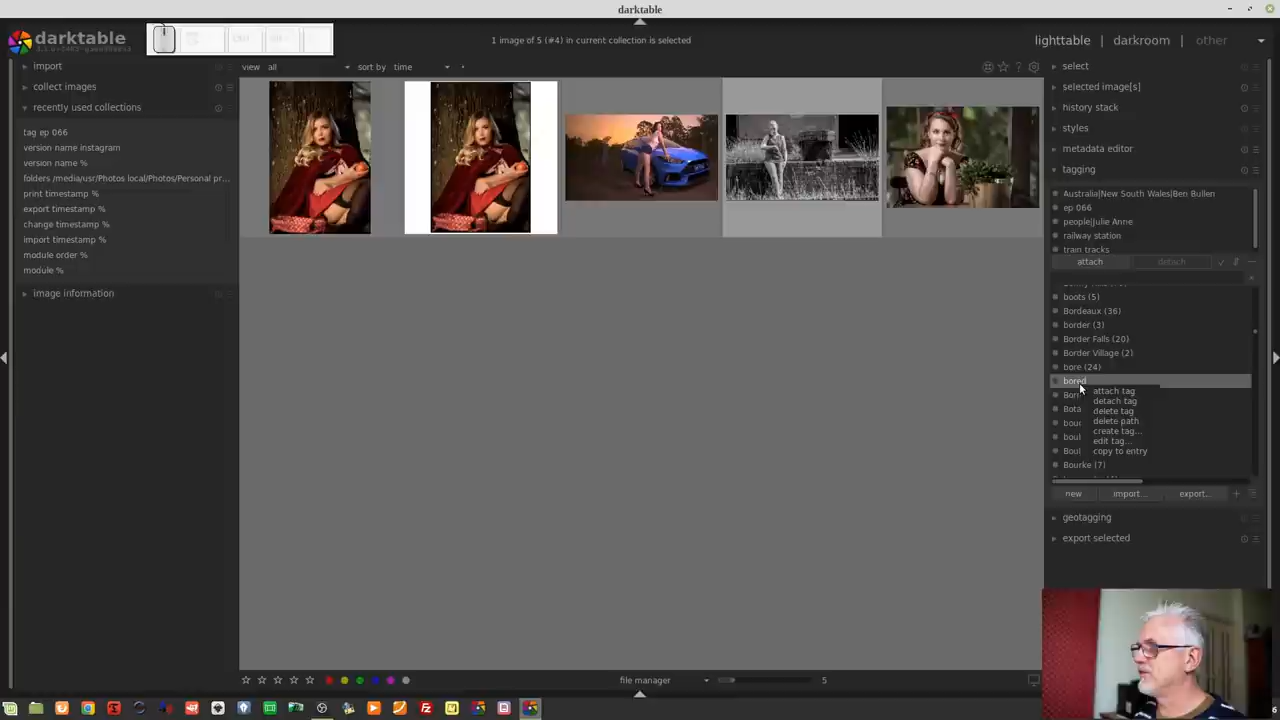 darktable
darktable
1 image of 5 (#4) in current collection is selected
lighttable | darkroom | other
import
view all
sort by time
select
collect images
selected image[s]
recently used collections
history stack
tag ep 066
styles
version name instagram
metadata editor
version name %
tagging
folders /media/usr/Photos local/Photos/Personal pr...
print timestamp %
Australia|New South Wales|Ben Bullen
export timestamp %
ep 066
change timestamp %
people|Julie Anne
import timestamp %
railway station
module order %
train tracks
module %
attach
detach
image information
boots (5)
Bordeaux (36)
border (3)
Border Falls (20)
Border Village (2)
bore (24)
bored
attach tag
detach tag
delete tag
delete path
create tag...
edit tag...
copy to entry
Bota
boul
Boul
Bourke (7)
new
import...
export...
geotagging
export selected
file manager
5